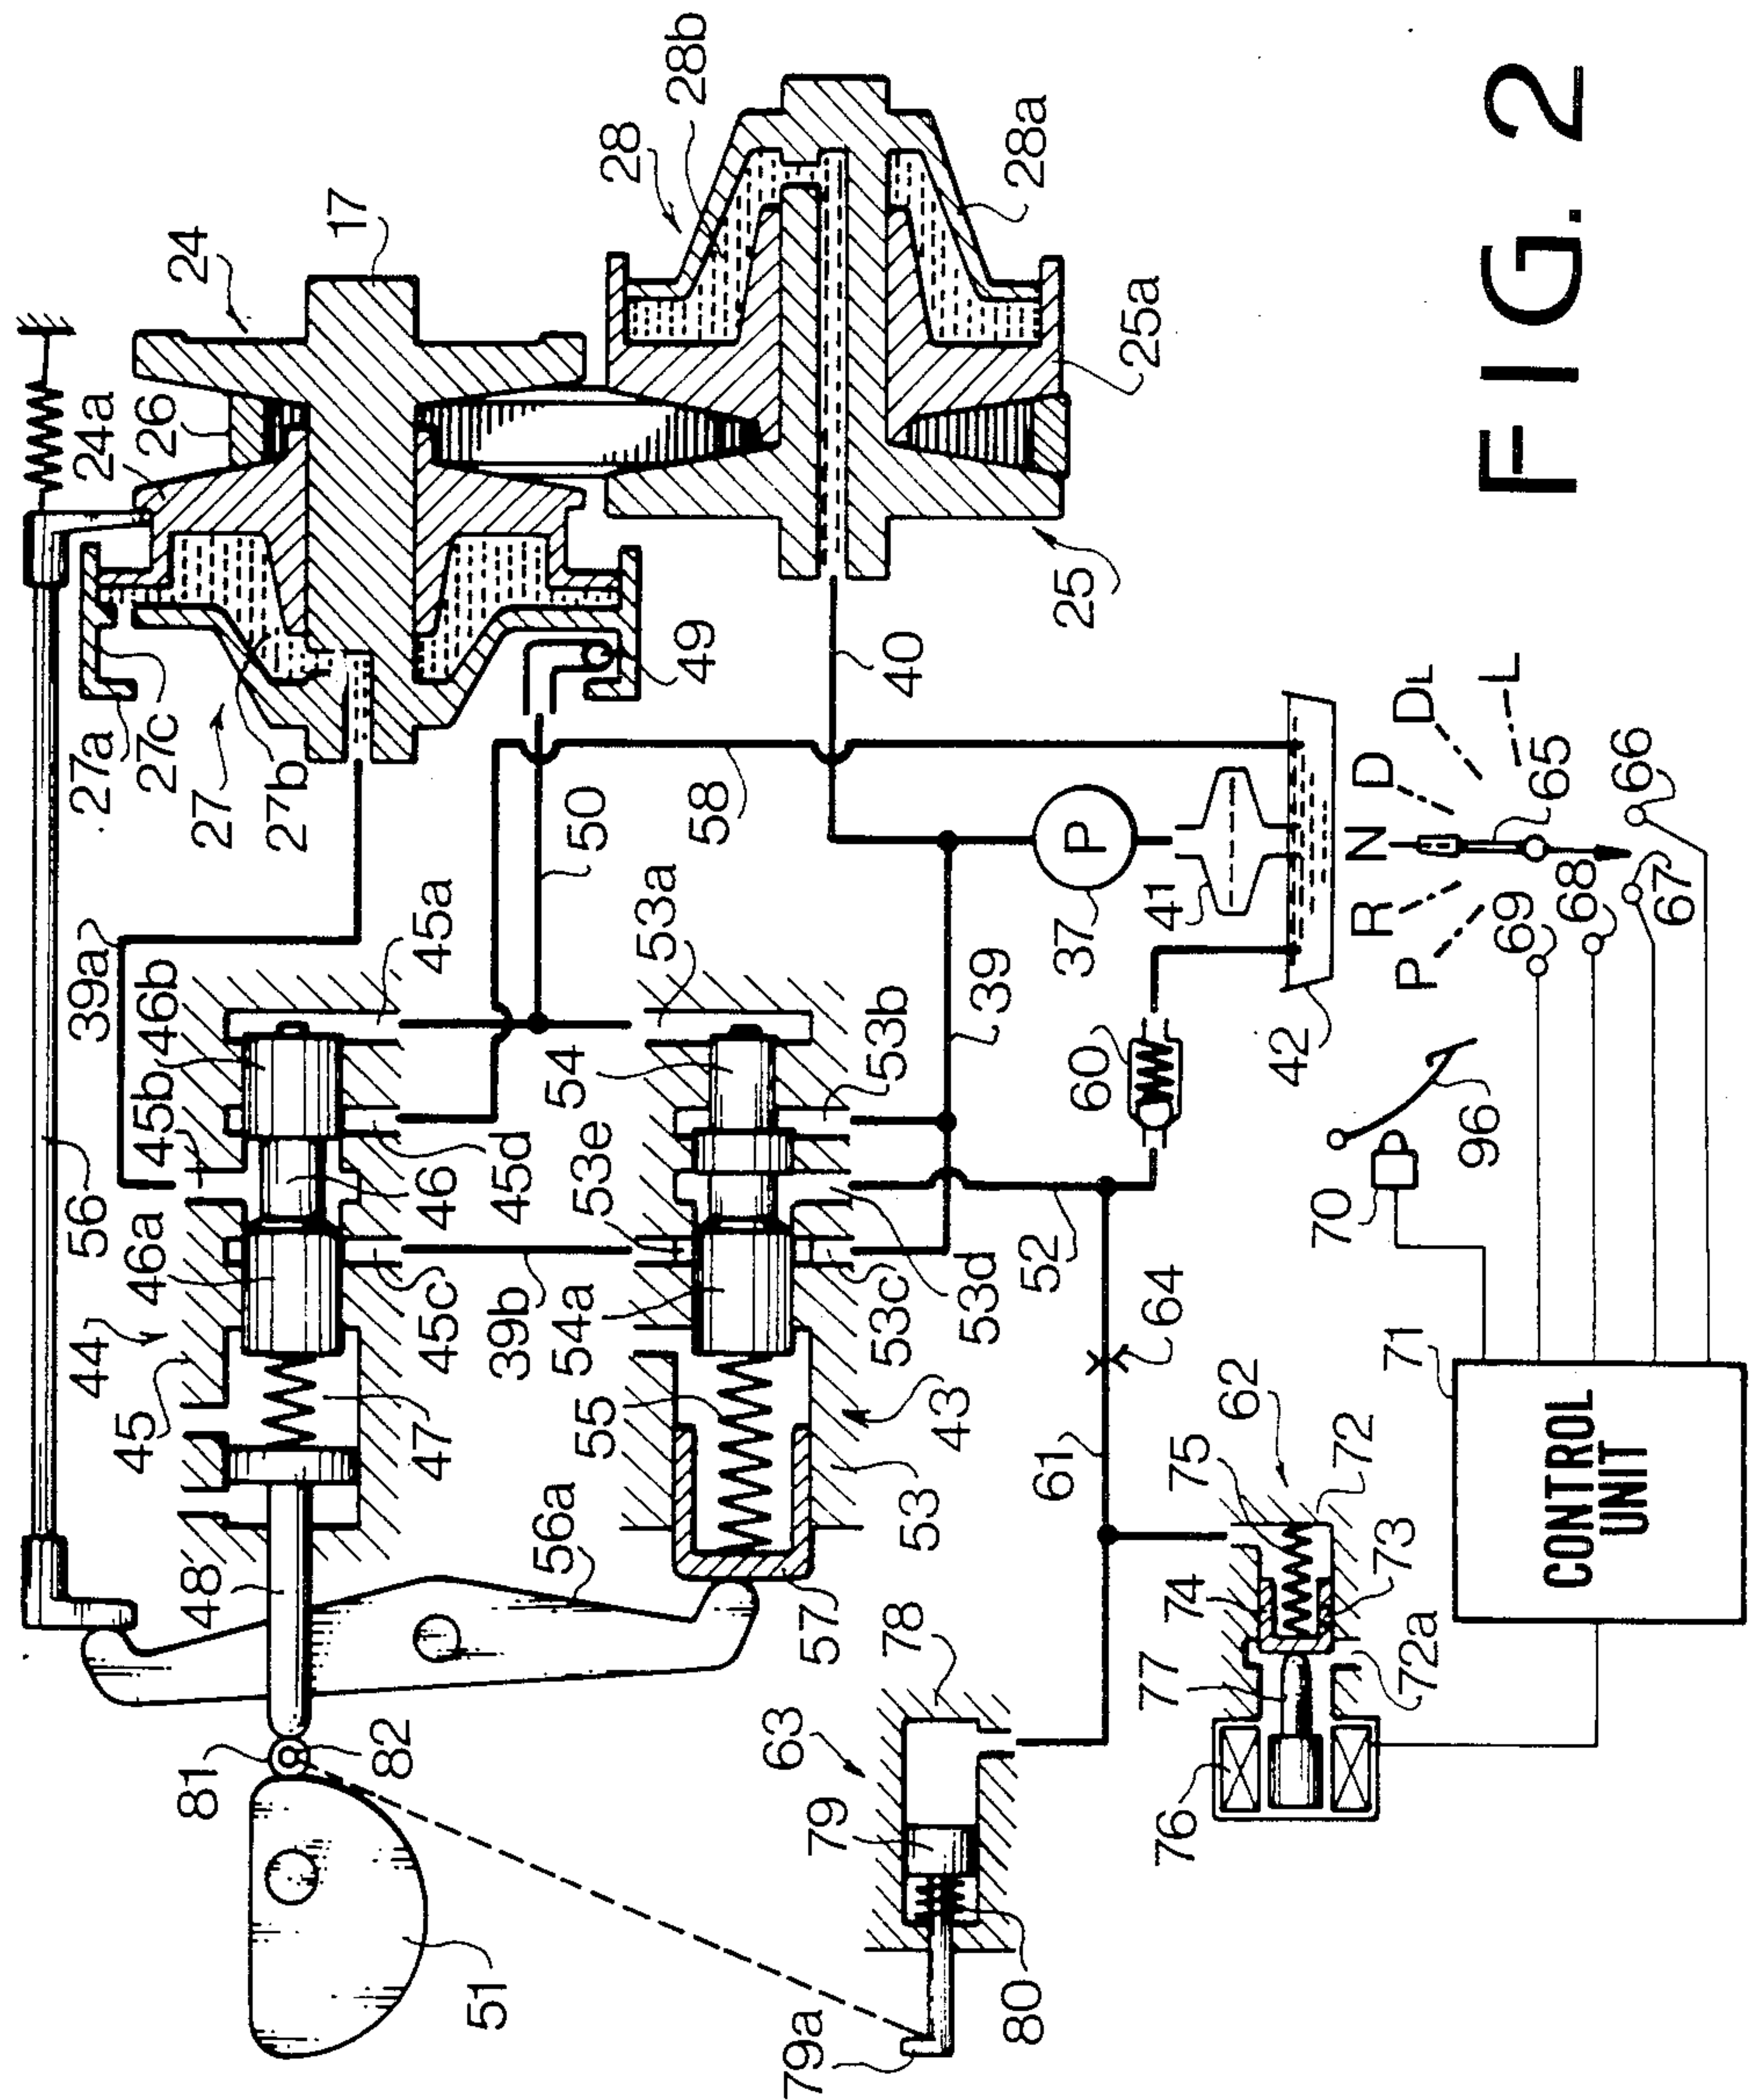 FIG. 2
24
17
28
28b
28a
25a
25
26
24a
27a
27c
27
27b
49
40
50
58
39a
45a
53a
46b
45b
54
53b
39
37
P
41
42
60
56
46a
46
45d
53e
44
45c
39b
54a
53c
53d
52
64
45
47
55
43
48
56a
53
57
61
81
82
51
63
78
79
79a
80
62
75
72
74
73
77
72a
76
71
CONTROL
UNIT
70
96
P
R
N
D
DL
L
65
66
67
68
69